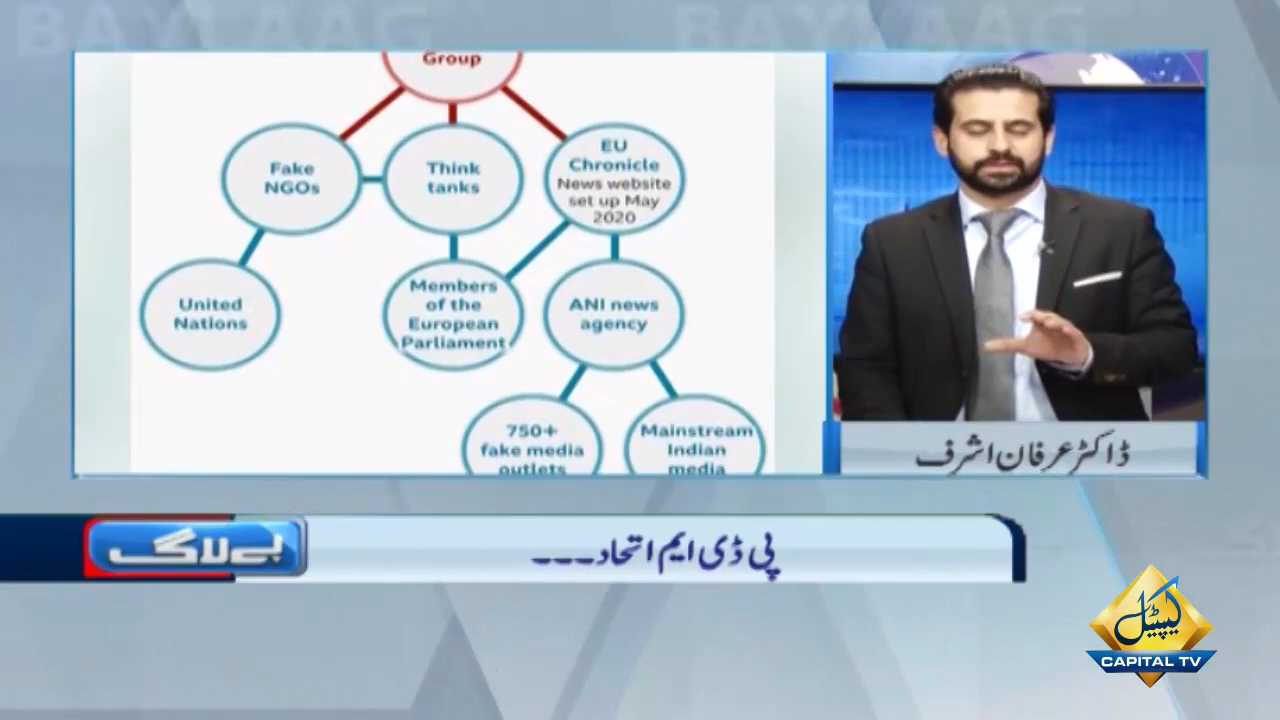 BAYLAAG
BAYLAAG
Group
Fake
NGOs
Think
tanks
EU
Chronicle
News website
set up May
2020
United
Nations
Members
of the
European
Parliament
ANI news
agency
750+
fake media
outlets
Mainstream
Indian
media
ڈاکٹر عرفان اشرف
بے لاگ
پی ڈی ایم اتحاد ---
کیپیٹل
CAPITAL TV